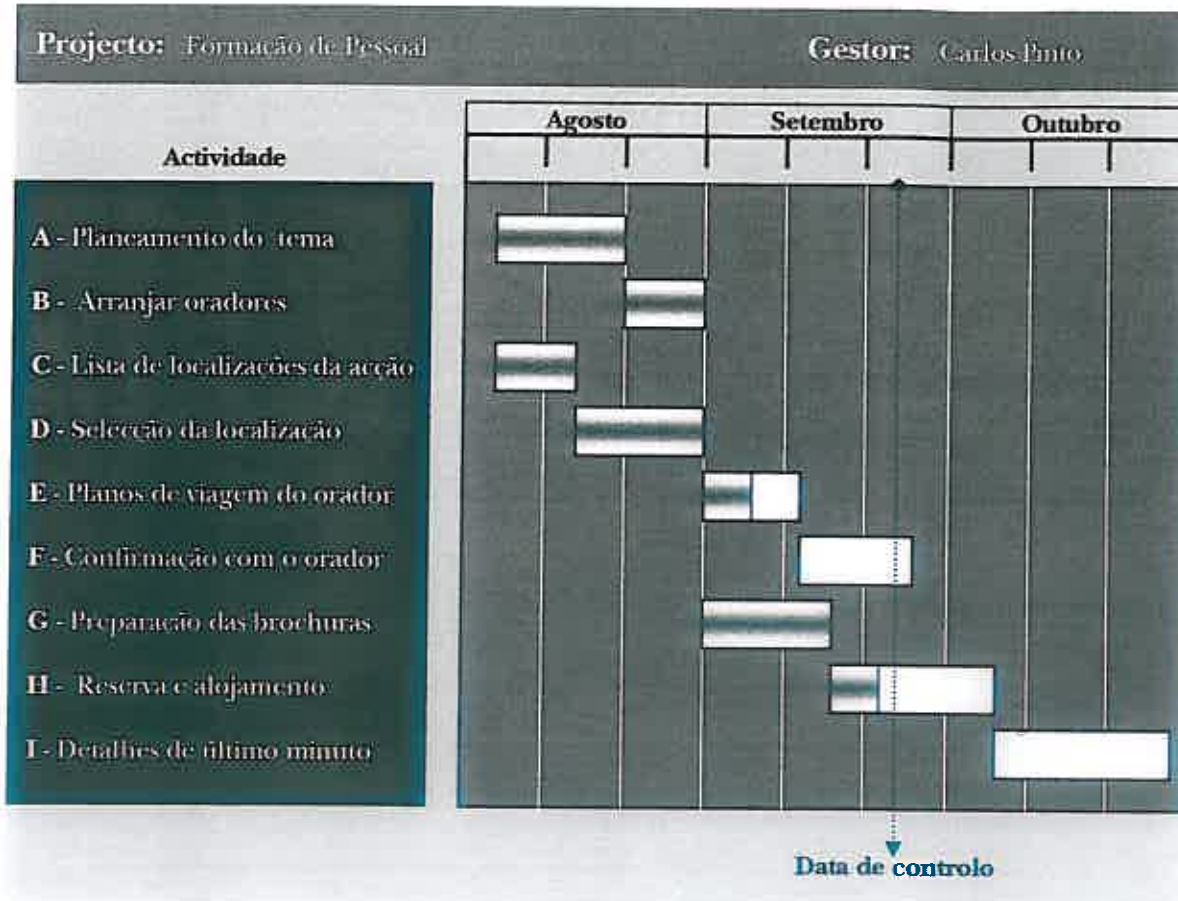 Projecto: Formação de Pessoal
Gestor: Carlos Pinto
Actividade
Agosto
Setembro
Outubro
A - Planeamento do tema
B - Arranjar oradores
C - Lista de localizações da acção
D - Selecção da localização
E - Planos de viagem do orador
F - Confirmação com o orador
G - Preparação das brochuras
H - Reserva e alojamento
I - Detalhes de último minuto
Data de controlo